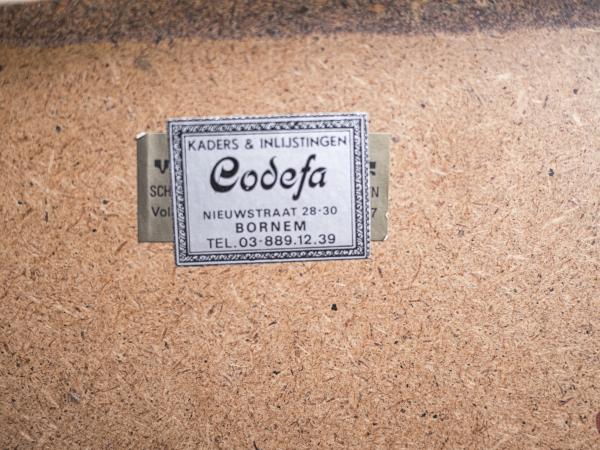 KADERS & INLIJSTINGEN
Codefa
NIEUWSTRAAT 28-30
BORNEM
TEL. 03-889.12.39